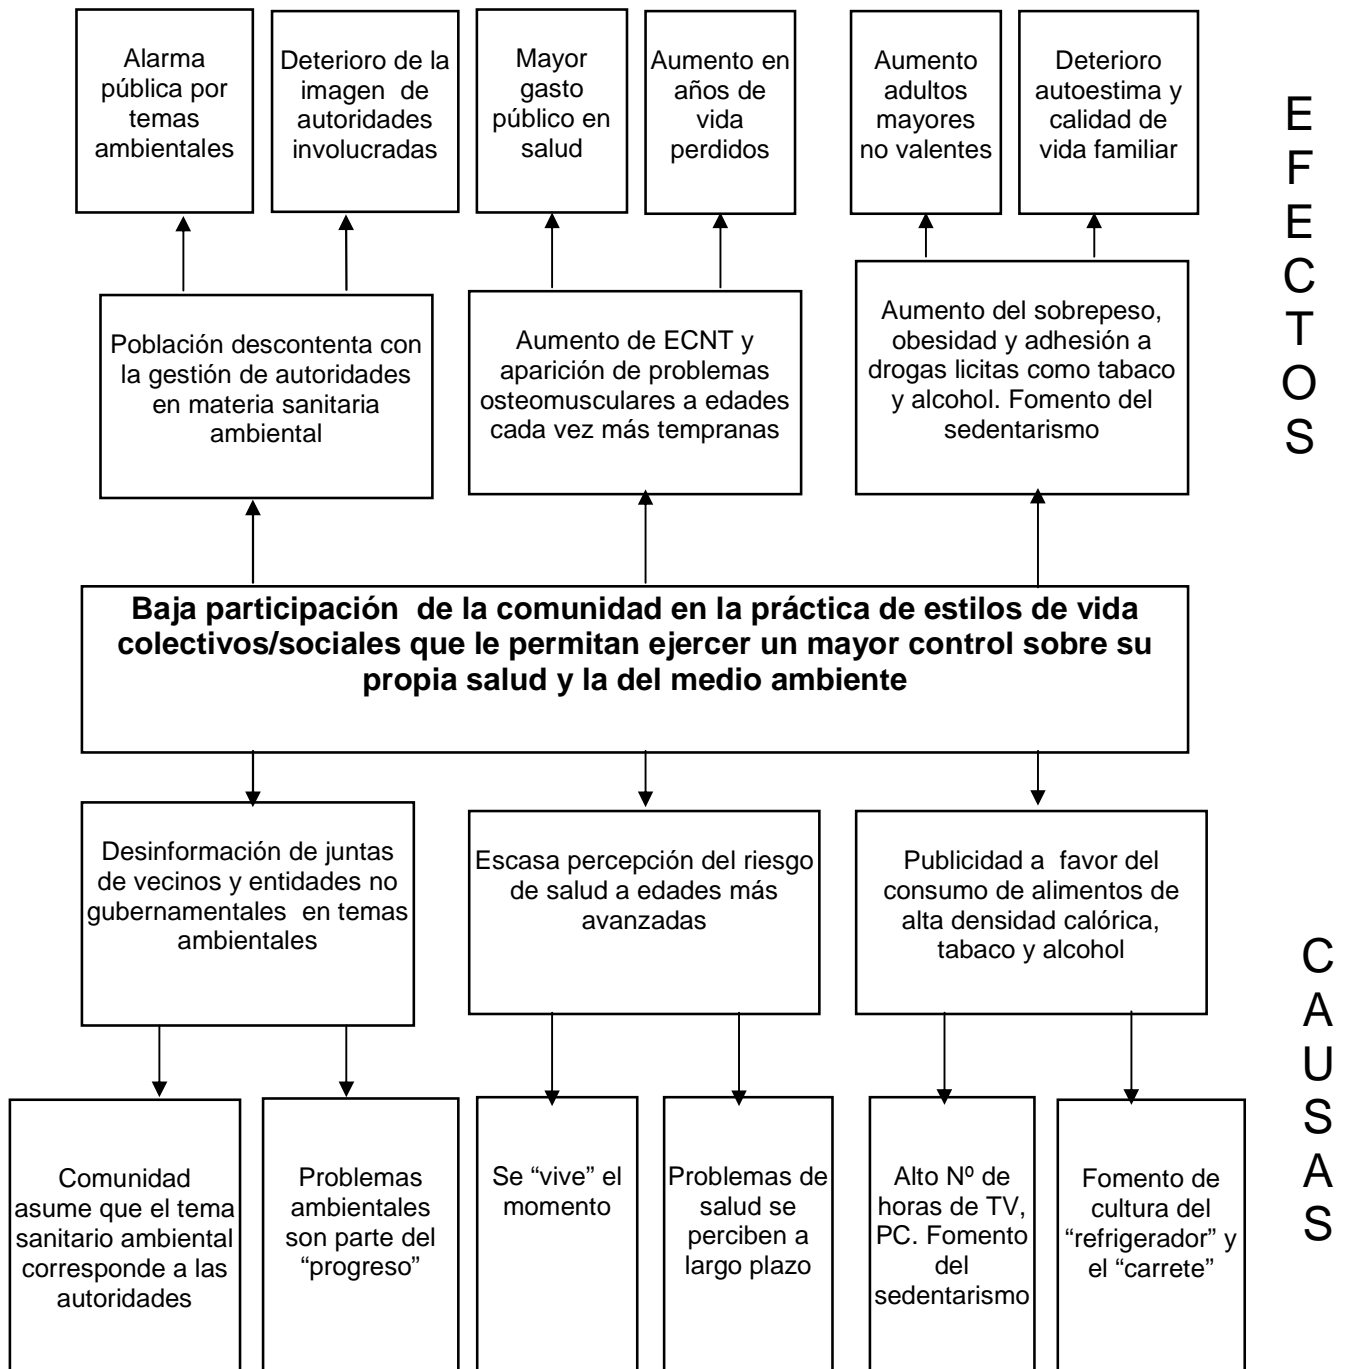 Alarma
pública por
temas
ambientales
Deterioro de la
imagen de
autoridades
involucradas
Mayor
gasto
público en
salud
Aumento en
años de
vida
perdidos
Aumento
adultos
mayores
no valentes
Deterioro
autoestima y
calidad de
vida familiar
E
F
E
C
T
O
S
Población descontenta con
la gestión de autoridades
en materia sanitaria
ambiental
Aumento de ECNT y
aparición de problemas
osteomusculares a edades
cada vez más tempranas
Aumento del sobrepeso,
obesidad y adhesión a
drogas licitas como tabaco
y alcohol. Fomento del
sedentarismo
Baja participación de la comunidad en la práctica de estilos de vida
colectivos/sociales que le permitan ejercer un mayor control sobre su
propia salud y la del medio ambiente
Desinformación de juntas
de vecinos y entidades no
gubernamentales en temas
ambientales
Escasa percepción del riesgo
de salud a edades más
avanzadas
Publicidad a favor del
consumo de alimentos de
alta densidad calórica,
tabaco y alcohol
C
A
U
S
A
S
Comunidad
asume que el tema
sanitario ambiental
corresponde a las
autoridades
Problemas
ambientales
son parte del
“progreso”
Se “vive” el
momento
Problemas de
salud se
perciben a
largo plazo
Alto Nº de
horas de TV,
PC. Fomento
del
sedentarismo
Fomento de
cultura del
“refrigerador” y
el “carrete”